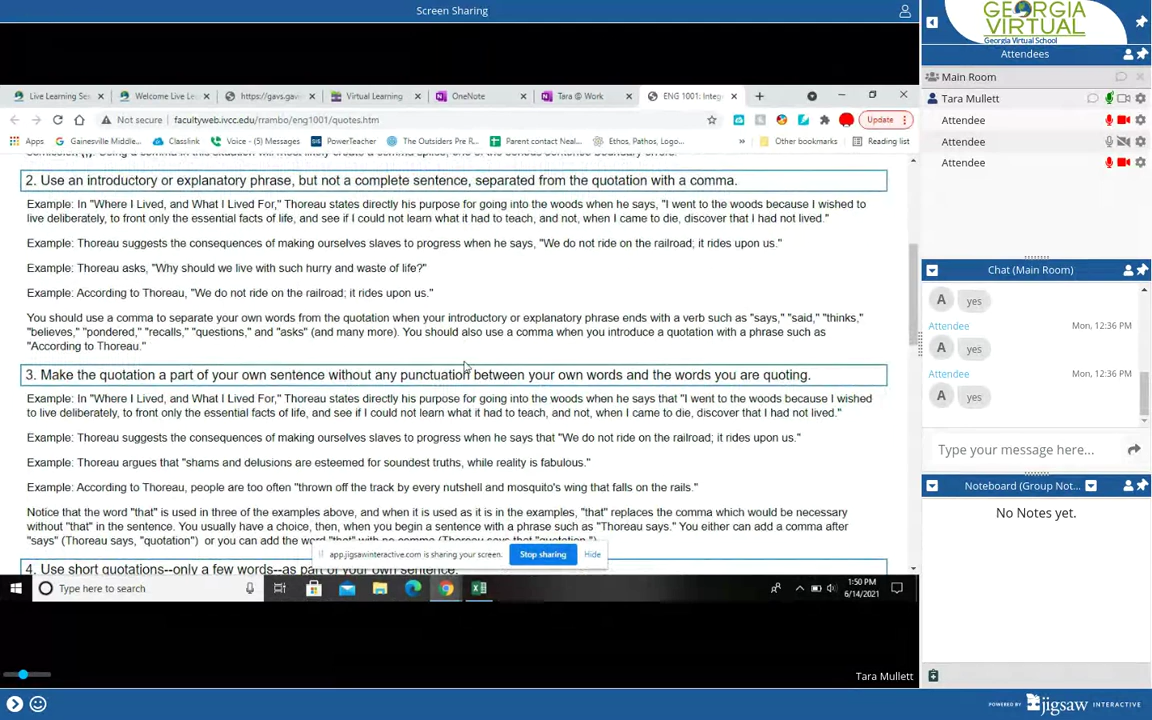 Screen Sharing
GEORGIA
VIRTUAL
Georgia Virtual School
Attendees
Main Room
Tara Mullett
Attendee
Attendee
Attendee
Live Learning Ses
Welcome Live Le
https://gavs.gav
Virtual Learning
OneNote
Tara @ Work
ENG 1001: Integ
Not secure
facultyweb.ivcc.edu/rrambo/eng1001/quotes.htm
Update
Apps
Gainesville Middle...
Classlink
Voice - (5) Messages
PowerTeacher
The Outsiders Pre R...
Parent contact Neal...
Ethos, Pathos, Logo...
»
Other bookmarks
Reading list
2. Use an introductory or explanatory phrase, but not a complete sentence, separated from the quotation with a comma.
Example: In "Where I Lived, and What I Lived For," Thoreau states directly his purpose for going into the woods when he says, "I went to the woods because I wished to
live deliberately, to front only the essential facts of life, and see if I could not learn what it had to teach, and not, when I came to die, discover that I had not lived."
Example: Thoreau suggests the consequences of making ourselves slaves to progress when he says, "We do not ride on the railroad; it rides upon us."
Example: Thoreau asks, "Why should we live with such hurry and waste of life?"
Example: According to Thoreau, "We do not ride on the railroad; it rides upon us."
You should use a comma to separate your own words from the quotation when your introductory or explanatory phrase ends with a verb such as "says," "said," "thinks,"
"believes," "pondered," "recalls," "questions," and "asks" (and many more). You should also use a comma when you introduce a quotation with a phrase such as
"According to Thoreau."
3. Make the quotation a part of your own sentence without any punctuation between your own words and the words you are quoting.
Example: In "Where I Lived, and What I Lived For," Thoreau states directly his purpose for going into the woods when he says that "I went to the woods because I wished to
live deliberately, to front only the essential facts of life, and see if I could not learn what it had to teach, and not, when I came to die, discover that I had not lived."
Example: Thoreau suggests the consequences of making ourselves slaves to progress when he says that "We do not ride on the railroad; it rides upon us."
Example: Thoreau argues that "shams and delusions are esteemed for soundest truths, while reality is fabulous."
Example: According to Thoreau, people are too often "thrown off the track by every nutshell and mosquito's wing that falls on the rails."
Notice that the word "that" is used in three of the examples above, and when it is used as it is in the examples, "that" replaces the comma which would be necessary
without "that" in the sentence. You usually have a choice, then, when you begin a sentence with a phrase such as "Thoreau says." You either can add a comma after
"says" (Thoreau says, "quotation") or you can add the word "that" with no comma (Thoreau says that "quotation.")
4. Use short quotations--only a few words--as part of your own sentence.
app.jigsawinteractive.com is sharing your screen.
Stop sharing
Hide
Type here to search
1:50 PM
6/14/2021
Tara Mullett
Chat (Main Room)
A
yes
Attendee
Mon, 12:36 PM
A
yes
Attendee
Mon, 12:36 PM
A
yes
Type your message here...
Noteboard (Group Not...
No Notes yet.
POWERED BY
jigsaw INTERACTIVE